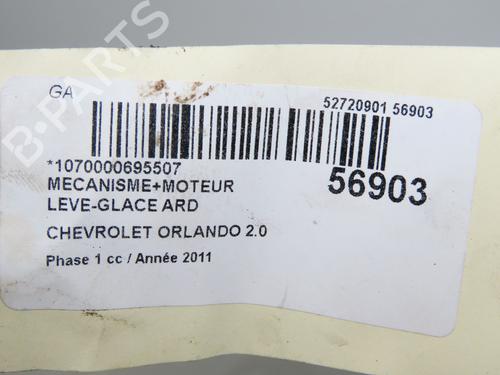 B-PARTS
GA
52720901 56903
*1070000695507
MECANISME+MOTEUR
56903
LEVE-GLACE ARD
CHEVROLET ORLANDO 2.0
Phase 1 cc / Année 2011